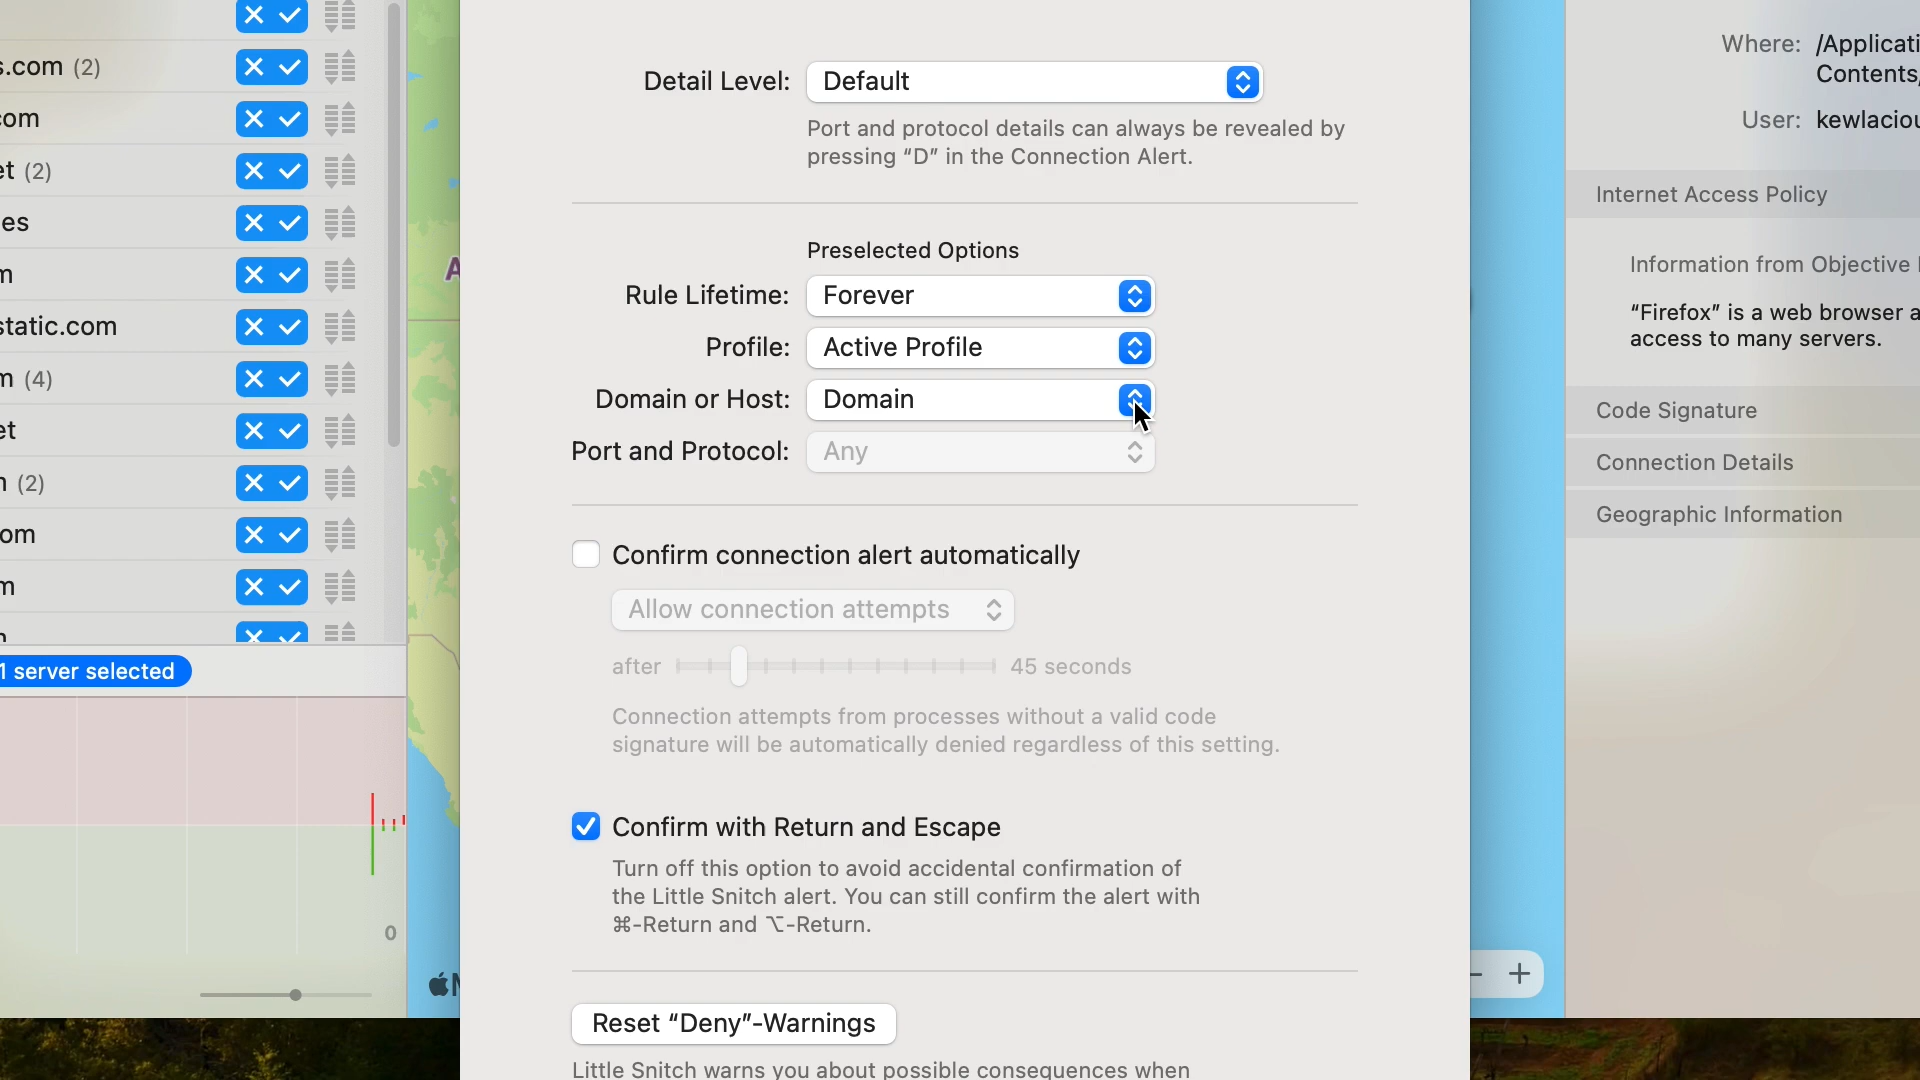 s.com (2)
com
et (2)
es
m
static.com
m (4)
et
n (2)
om
m
1 server selected
0
Detail Level: Default
Port and protocol details can always be revealed by
pressing “D” in the Connection Alert.
Preselected Options
Rule Lifetime: Forever
Profile: Active Profile
Domain or Host: Domain
Port and Protocol: Any
Confirm connection alert automatically
Allow connection attempts
after 45 seconds
Connection attempts from processes without a valid code
signature will be automatically denied regardless of this setting.
Confirm with Return and Escape
Turn off this option to avoid accidental confirmation of
the Little Snitch alert. You can still confirm the alert with
⌘-Return and ⌥-Return.
Reset “Deny”-Warnings
Little Snitch warns you about possible consequences when
Where: /Applicati
Contents/
User: kewlaciou
Internet Access Policy
Information from Objective
“Firefox” is a web browser a
access to many servers.
Code Signature
Connection Details
Geographic Information